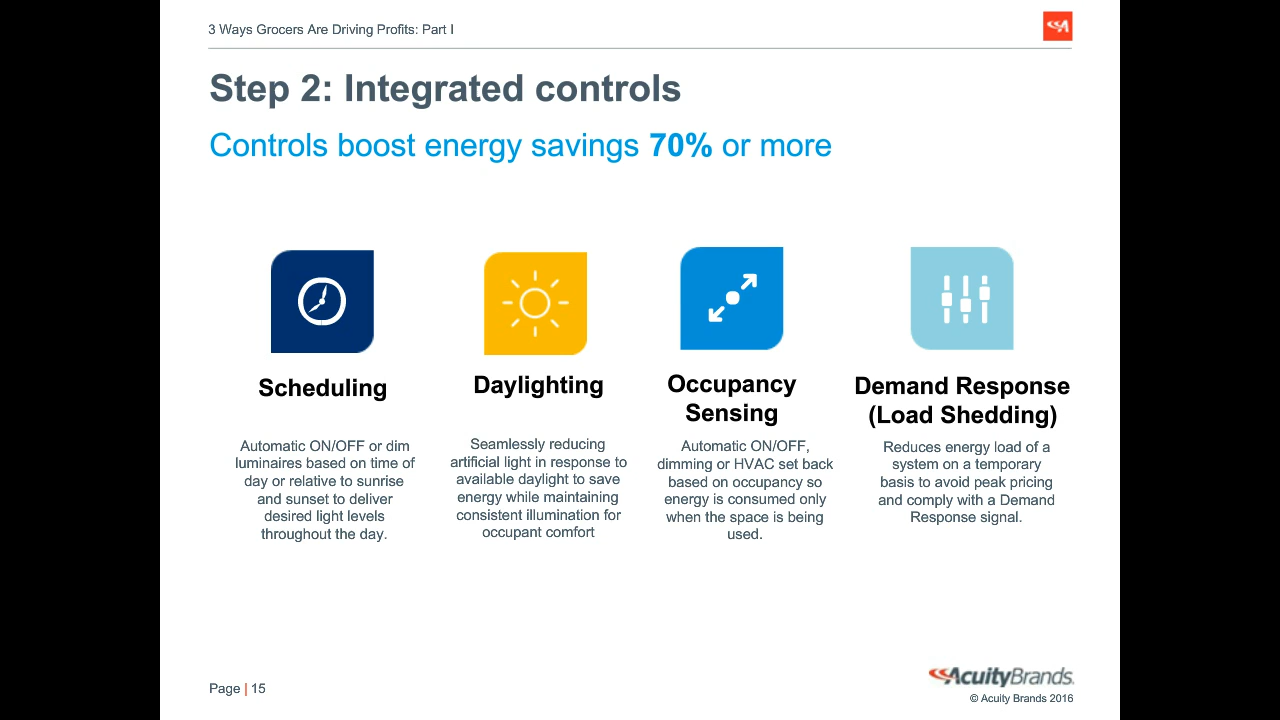 3 Ways Grocers Are Driving Profits: Part I
Step 2: Integrated controls
Controls boost energy savings 70% or more
Scheduling
Automatic ON/OFF or dim
luminaires based on time of
day or relative to sunrise
and sunset to deliver
desired light levels
throughout the day.
Daylighting
Seamlessly reducing
artificial light in response to
available daylight to save
energy while maintaining
consistent illumination for
occupant comfort
Occupancy
Sensing
Automatic ON/OFF,
dimming or HVAC set back
based on occupancy so
energy is consumed only
when the space is being
used.
Demand Response
(Load Shedding)
Reduces energy load of a
system on a temporary
basis to avoid peak pricing
and comply with a Demand
Response signal.
Page | 15
AcuityBrands.
© Acuity Brands 2016